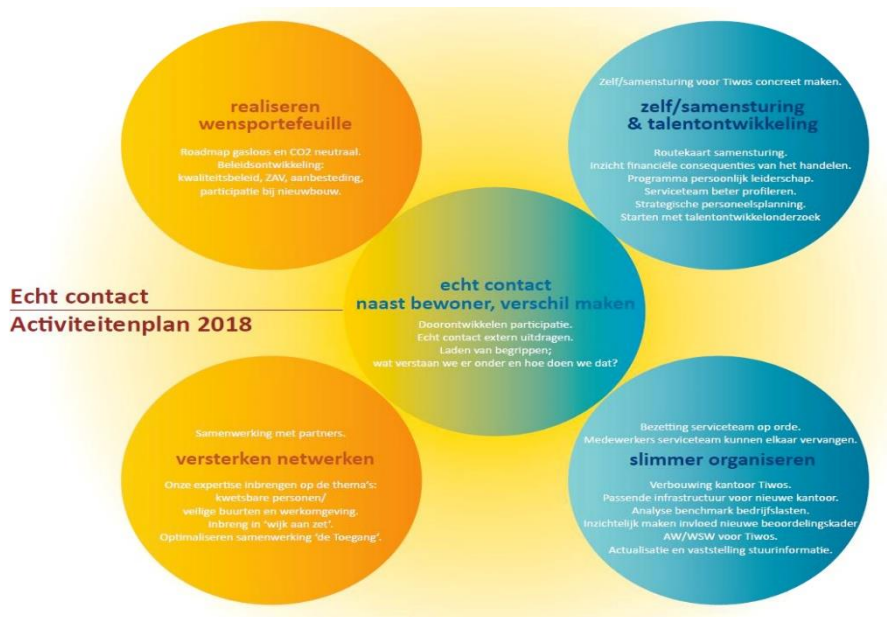 realiseren
wensportefeuille
Roadmap gasloos en CO2 neutraal.
Beleidsontwikkeling:
kwaliteitsbeleid, ZAV, aanbesteding,
participatie bij nieuwbouw.
Zelf/samensturing voor Tiwos concreet maken.
zelf/samensturing
& talentontwikkeling
Routekaart samensturing.
Inzicht financiële consequenties van het handelen.
Programma persoonlijk leiderschap.
Serviceteam beter profileren.
Strategische personeelsplanning.
Starten met talentontwikkelonderzoek
Echt contact
Activiteitenplan 2018
echt contact
naast bewoner, verschil maken
Doorontwikkelen participatie.
Echt contact extern uitdragen.
Laden van begrippen;
wat verstaan we er onder en hoe doen we dat?
Samenwerking met partners.
versterken netwerken
Onze expertise inbrengen op de thema's:
kwetsbare personen/
veilige buurten en werkomgeving.
Inbreng in 'wijk aan zet'.
Optimaliseren samenwerking 'de Toegang'.
Bezetting serviceteam op orde.
Medewerkers serviceteam kunnen elkaar vervangen.
slimmer organiseren
Verbouwing kantoor Tiwos.
Passende infrastructuur voor nieuwe kantoor.
Analyse benchmark bedrijfslasten.
Inzichtelijk maken invloed nieuwe beoordelingskader
AW/WSW voor Tiwos.
Actualisatie en vaststelling stuurinformatie.